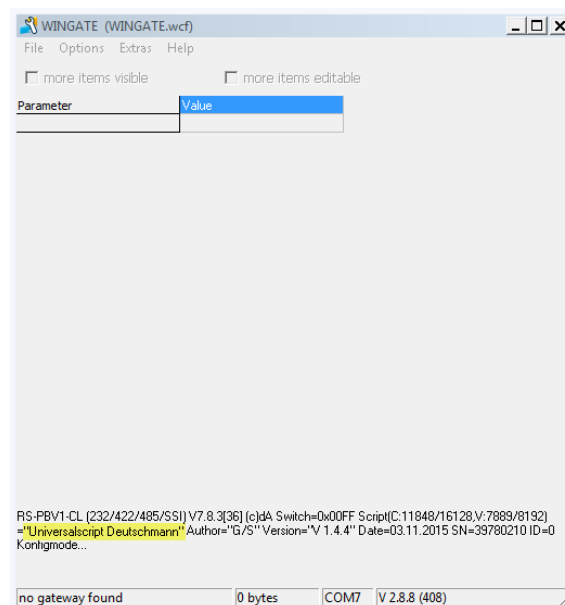 WINGATE (WINGATE.wcf)
File Options Extras Help
more items visible more items editable
Parameter Value
RS-PBV1-CL (232/422/485/SSI) V7.8.3[36] (c)dA Switch=0x00FF Script(C:11848/16128,V:7889/8192)
="Universalscript Deutschmann" Author="G/S" Version="V 1.4.4" Date=03.11.2015 SN=39780210 ID=0
Konfigmode...
no gateway found 0 bytes COM7 V 2.8.8 (408)